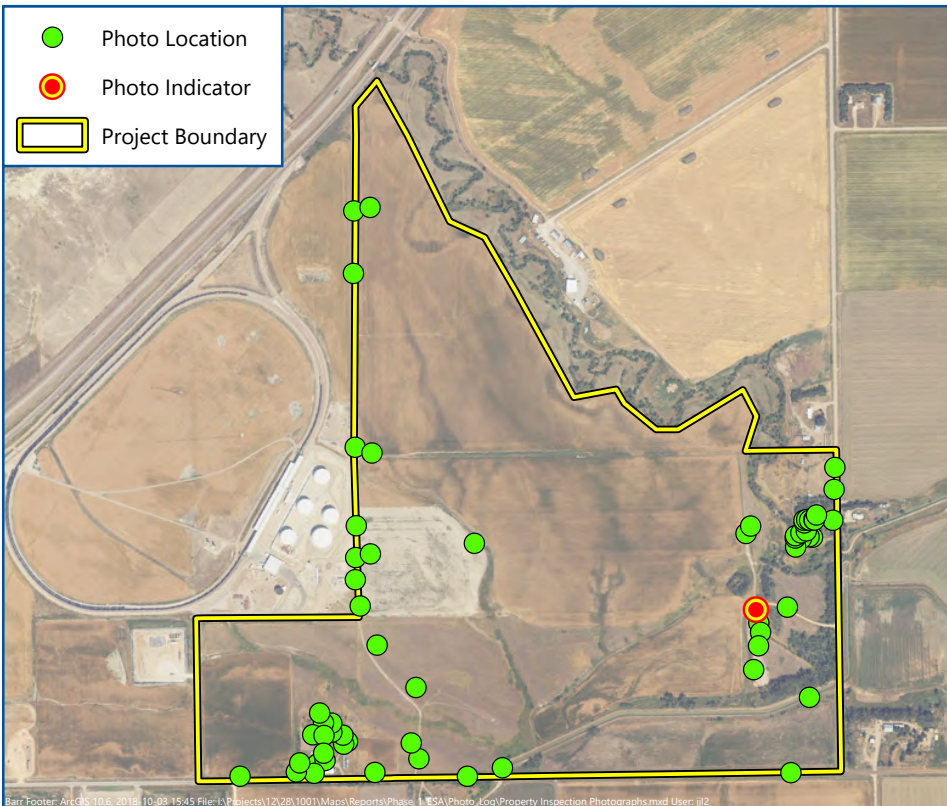 Photo Location
Photo Indicator
Project Boundary
Barr Footer: ArcGIS 10.6, 2018-10-03 15:45 File: I:\Projects\12\28\1001\Maps\Reports\Phase_I_ESA\Photo_Log\Property Inspection Photographs.mxd User: jjl2